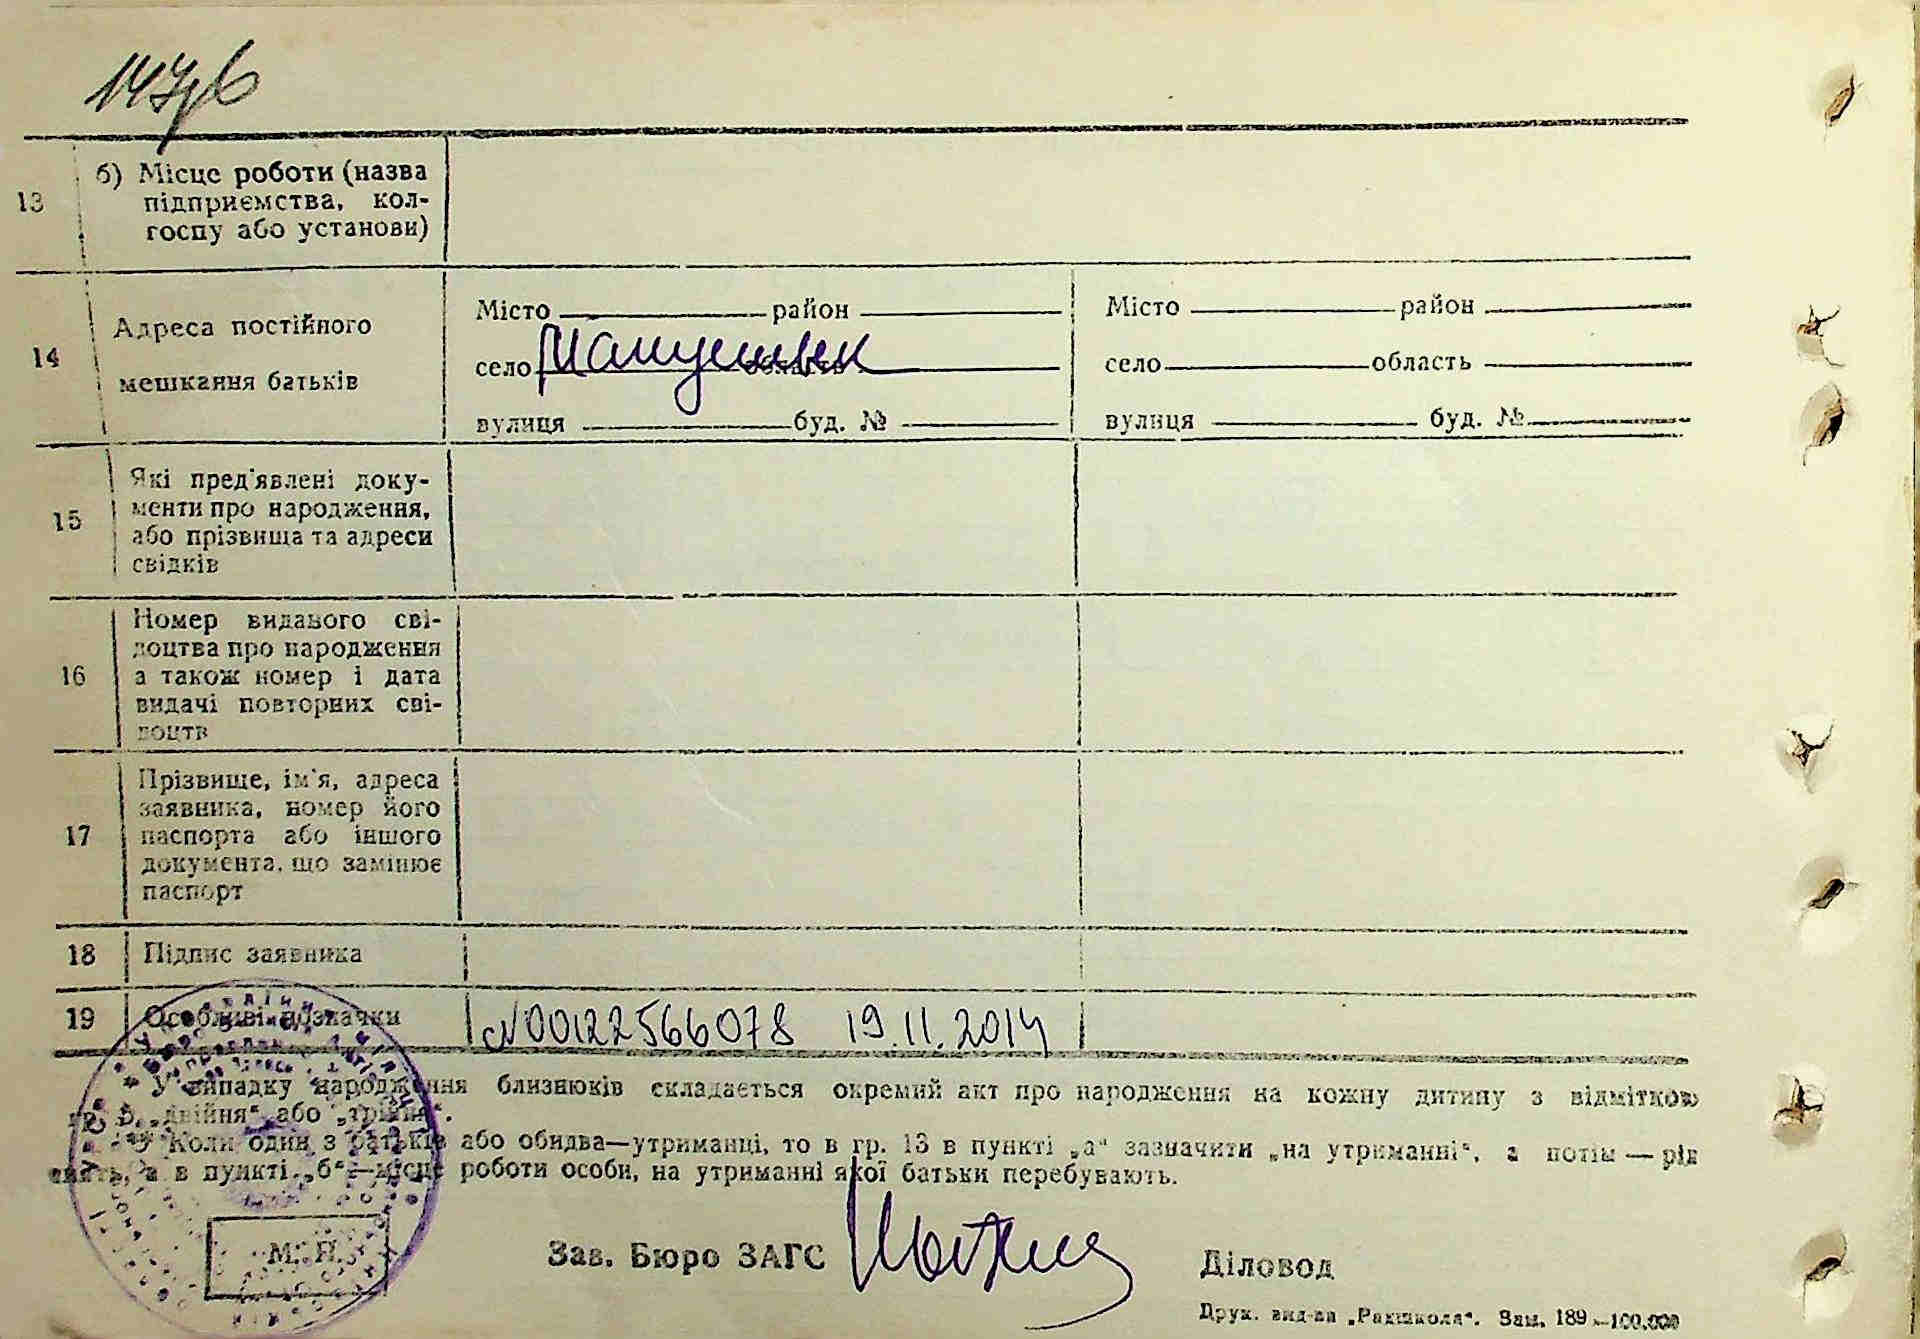 13 б) Місце роботи (назва
підприємства, кол-
госпу або установи)
14 Адреса постійного
мешкання батьків
Місто район
село
вулиця буд. №
Місто район
село область
вулиця буд. №
15 Які пред'явлені доку-
менти про народження,
або прізвища та адреси
свідків
16 Номер виданого сві-
доцтва про народження
а також номер і дата
видачі повторних сві-
доцтв
17 Прізвище, ім'я, адреса
заявника, номер його
паспорта або іншого
документа, що замінює
паспорт
18 Підпис заявника
19 Особливі позначки N00122566078 19.11.2014
У випадку народження близнюків складається окремий акт про народження на кожну дитину з відміткою
гр. 5 „двійня" або „трійня".
Коли один з батьків або обидва—утриманці, то в гр. 13 в пункті „а" зазначити „на утриманні", а потім — рід
занять, а в пункті „б"—місце роботи особи, на утриманні якої батьки перебувають.
М. П.
Зав. Бюро ЗАГС
Діловод
Друк. вид-ва „Радшкола". Зам. 189—100.000